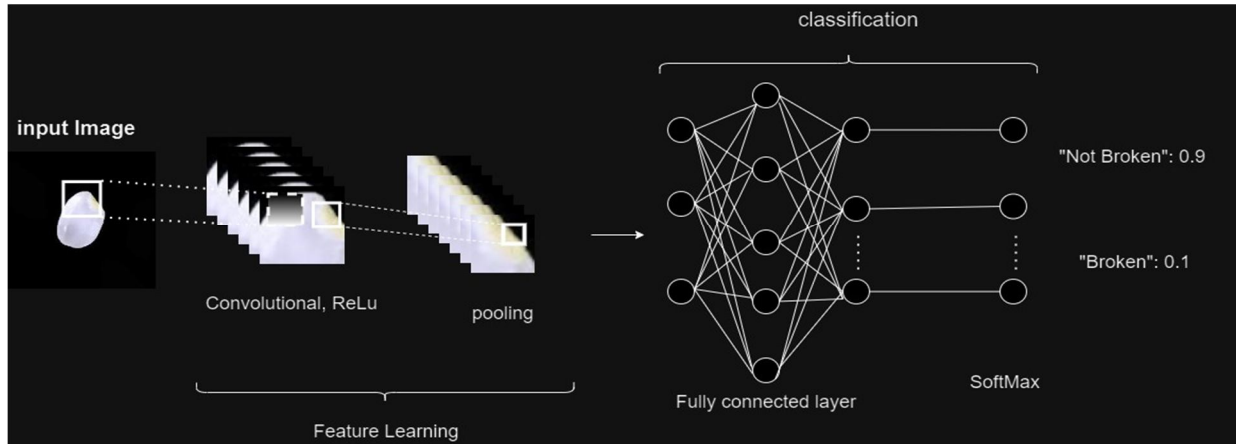 classification
input Image
"Not Broken": 0.9
"Broken": 0.1
Convolutional, ReLu
pooling
SoftMax
Fully connected layer
Feature Learning